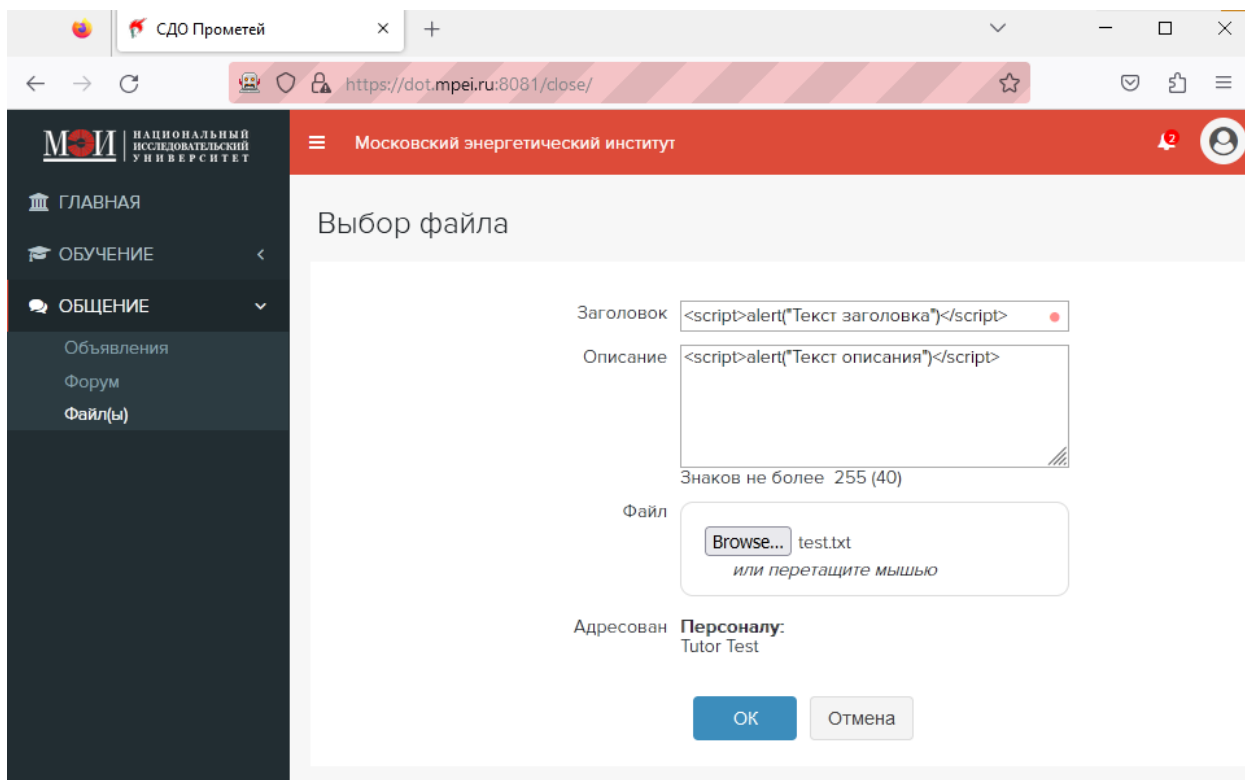 СДО Прометей
https://dot.mpei.ru:8081/close/
МЭИ НАЦИОНАЛЬНЫЙ ИССЛЕДОВАТЕЛЬСКИЙ УНИВЕРСИТЕТ
Московский энергетический институт
2
ГЛАВНАЯ
ОБУЧЕНИЕ
ОБЩЕНИЕ
Объявления
Форум
Файл(ы)
Выбор файла
Заголовок <script>alert("Текст заголовка")</script>
Описание <script>alert("Текст описания")</script>
Знаков не более 255 (40)
Файл
Browse... test.txt
или перетащите мышью
Адресован Персоналу:
Tutor Test
ОК Отмена